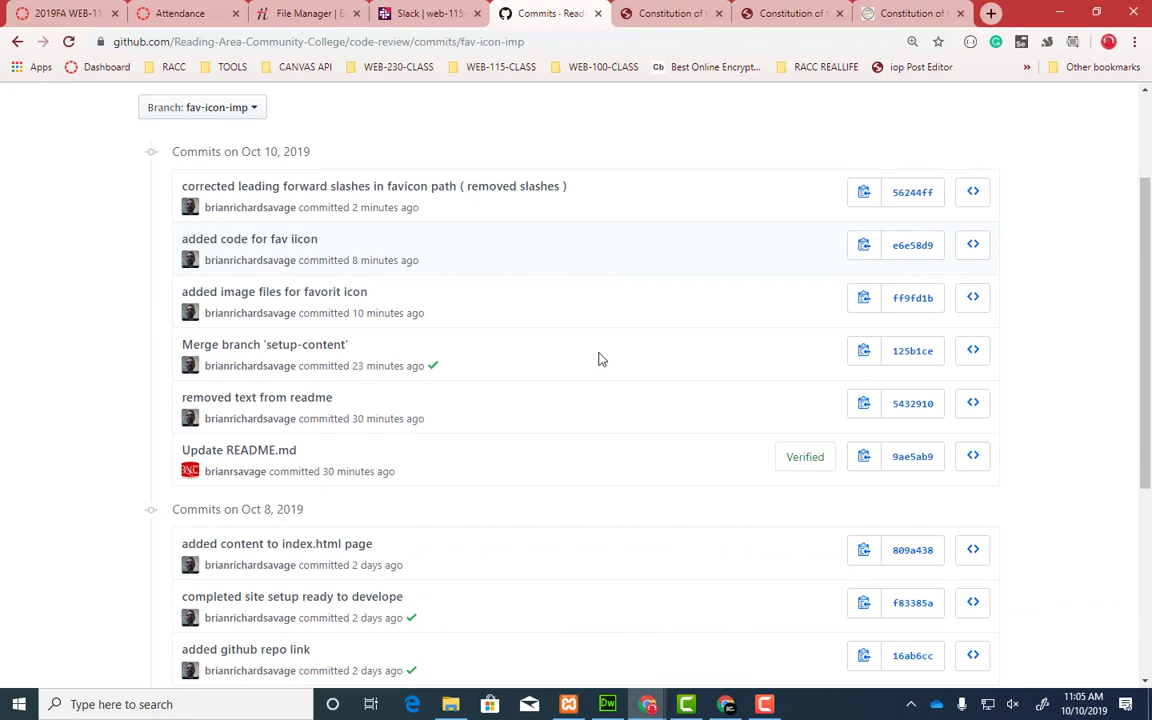 2019FA WEB-11
Attendance
File Manager | E
Slack | web-115-
Commits · Readi
Constitution of t
Constitution of t
Constitution of t
github.com/Reading-Area-Community-College/code-review/commits/fav-icon-imp
Apps Dashboard RACC TOOLS CANVAS API WEB-230-CLASS WEB-115-CLASS WEB-100-CLASS Cb Best Online Encrypt... RACC REALLIFE iop Post Editor » Other bookmarks
Branch: fav-icon-imp
Commits on Oct 10, 2019
corrected leading forward slashes in favicon path ( removed slashes )
56244ff
brianrichardsavage committed 2 minutes ago
added code for fav iicon
e6e58d9
brianrichardsavage committed 8 minutes ago
added image files for favorit icon
ff9fd1b
brianrichardsavage committed 10 minutes ago
Merge branch 'setup-content'
125b1ce
brianrichardsavage committed 23 minutes ago
removed text from readme
5432910
brianrichardsavage committed 30 minutes ago
Update README.md
Verified 9ae5ab9
brianrsavage committed 30 minutes ago
Commits on Oct 8, 2019
added content to index.html page
809a438
brianrichardsavage committed 2 days ago
completed site setup ready to develope
f83385a
brianrichardsavage committed 2 days ago
added github repo link
16ab6cc
brianrichardsavage committed 2 days ago
Type here to search
Dw
11:05 AM
10/10/2019